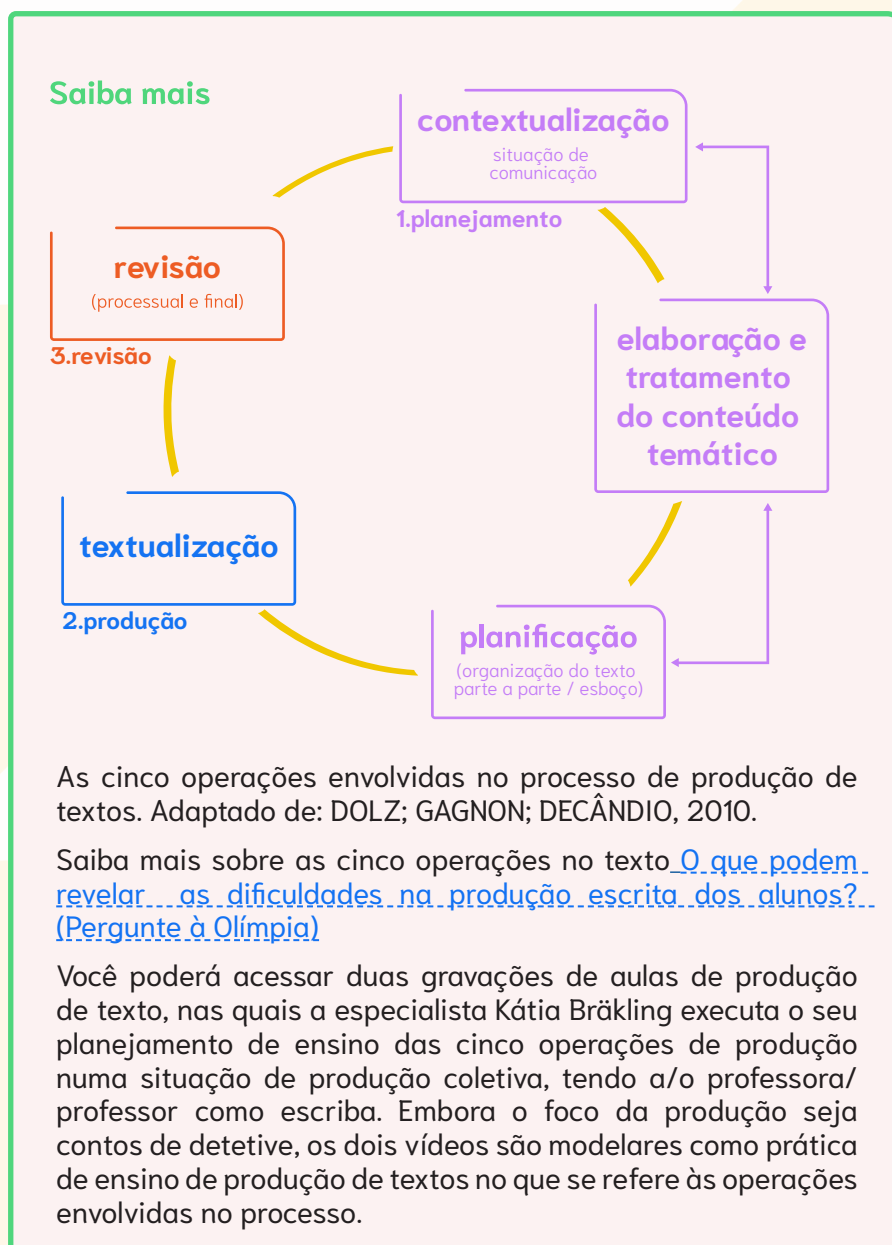 Saiba mais
contextualização
situação de
comunicação
1.planejamento
revisão
(processual e final)
3.revisão
elaboração e
tratamento
do conteúdo
temático
textualização
2.produção
planificação
(organização do texto
parte a parte / esboço)
As cinco operações envolvidas no processo de produção de
textos. Adaptado de: DOLZ; GAGNON; DECÂNDIO, 2010.
Saiba mais sobre as cinco operações no texto O que podem
revelar as dificuldades na produção escrita dos alunos?
(Pergunte à Olímpia)
Você poderá acessar duas gravações de aulas de produção
de texto, nas quais a especialista Kátia Bräkling executa o seu
planejamento de ensino das cinco operações de produção
numa situação de produção coletiva, tendo a/o professora/
professor como escriba. Embora o foco da produção seja
contos de detetive, os dois vídeos são modelares como prática
de ensino de produção de textos no que se refere às operações
envolvidas no processo.